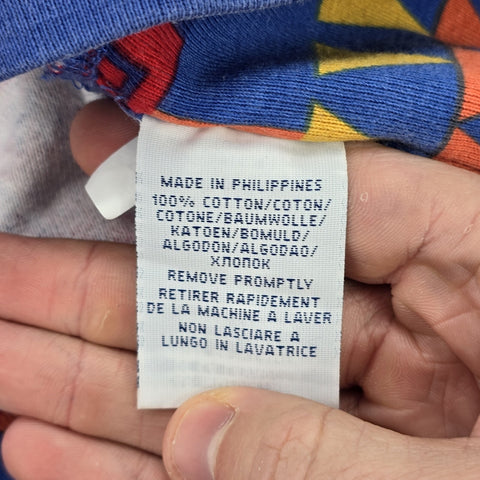 MADE IN PHILIPPINES
100% COTTON/COTON/
COTONE/BAUMWOLLE/
KATOEN/BOMULD/
ALGODON/ALGODAO/
ХЛОПОК
REMOVE PROMPTLY
RETIRER RAPIDEMENT
DE LA MACHINE A LAVER
NON LASCIARE A
LUNGO IN LAVATRICE